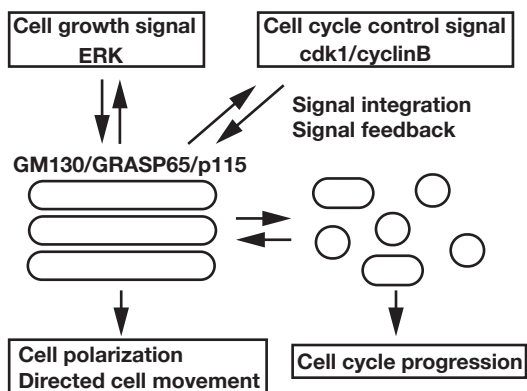 Cell growth signal
ERK
Cell cycle control signal
cdk1/cyclinB
Signal integration
Signal feedback
GM130/GRASP65/p115
Cell polarization
Directed cell movement
Cell cycle progression